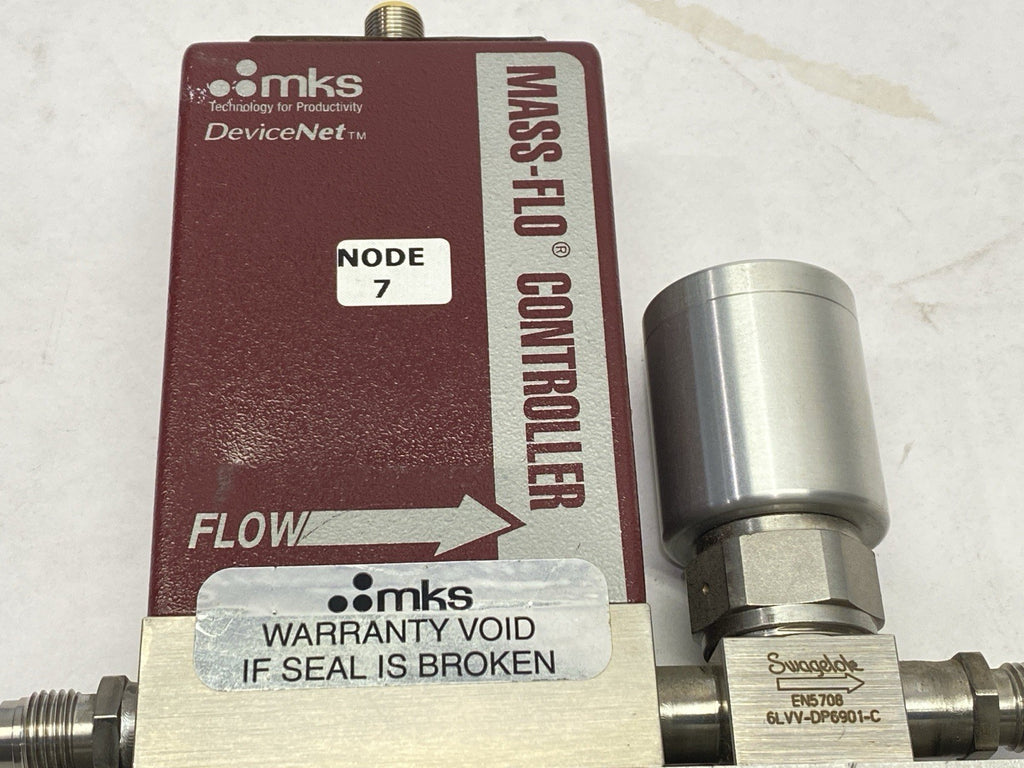 mks
Technology for Productivity
DeviceNet™
MASS-FLO® CONTROLLER
NODE
7
FLOW
mks
WARRANTY VOID
IF SEAL IS BROKEN
Swagelok
EN5708
6LVV-DP6901-C